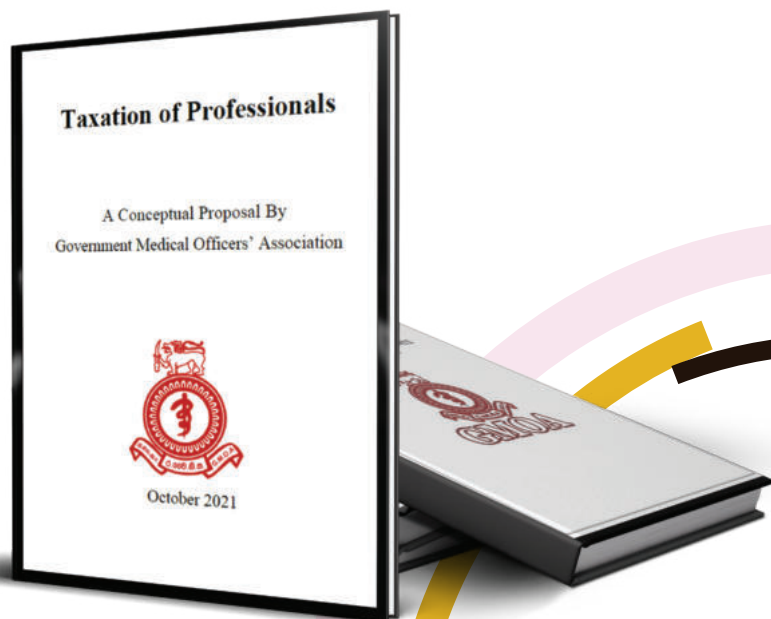 Taxation of Professionals
A Conceptual Proposal By
Government Medical Officers' Association
G.M.O.A
October 2021
GMOA